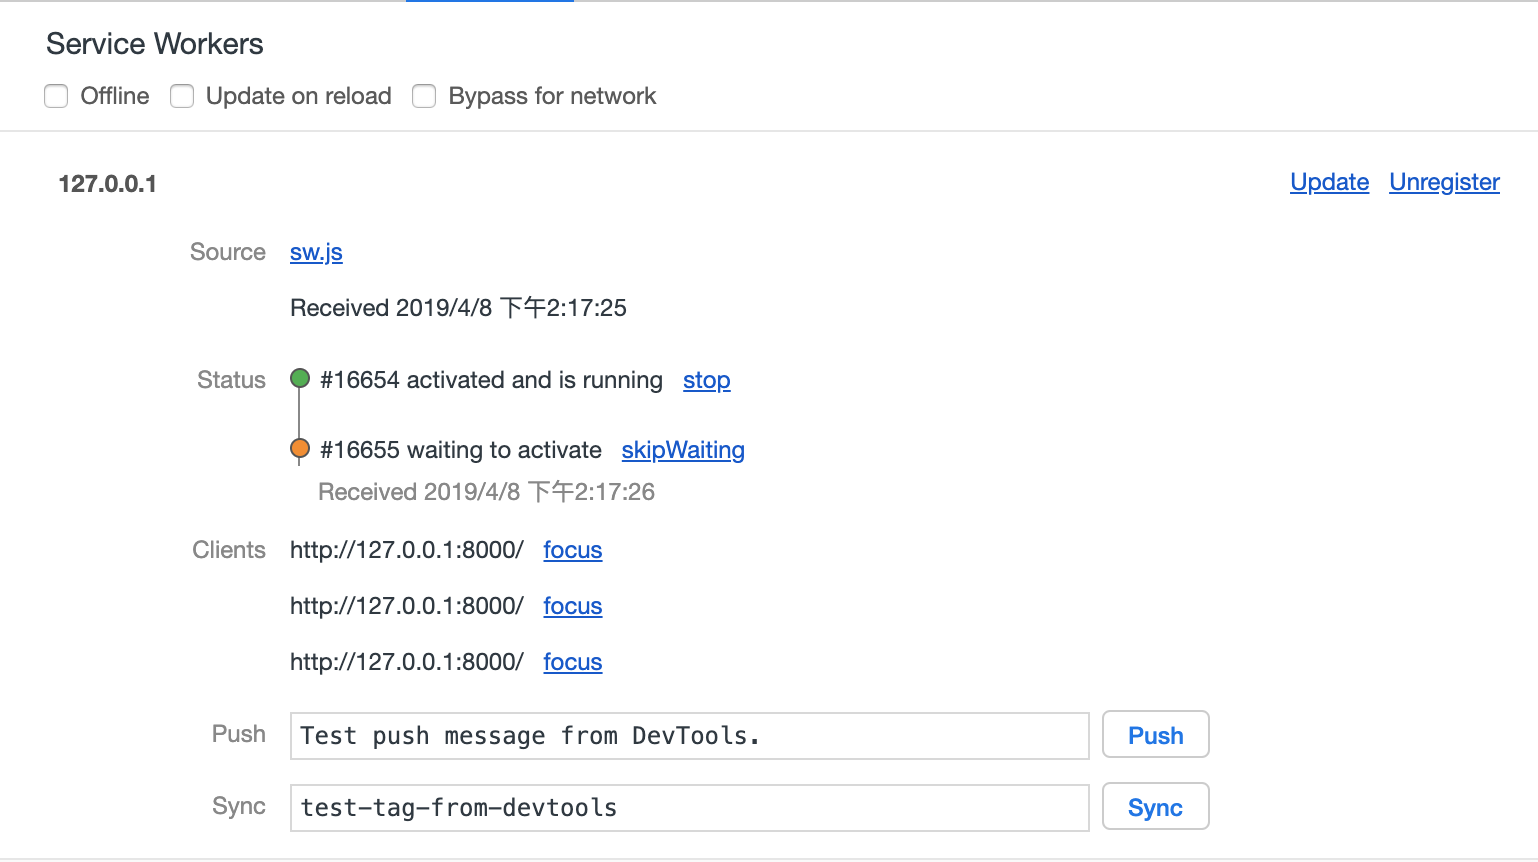 Service Workers
Offline Update on reload Bypass for network
127.0.0.1 Update Unregister
Source sw.js
Received 2019/4/8 下午2:17:25
Status #16654 activated and is running stop
#16655 waiting to activate skipWaiting
Received 2019/4/8 下午2:17:26
Clients http://127.0.0.1:8000/ focus
http://127.0.0.1:8000/ focus
http://127.0.0.1:8000/ focus
Push Test push message from DevTools. Push
Sync test-tag-from-devtools Sync